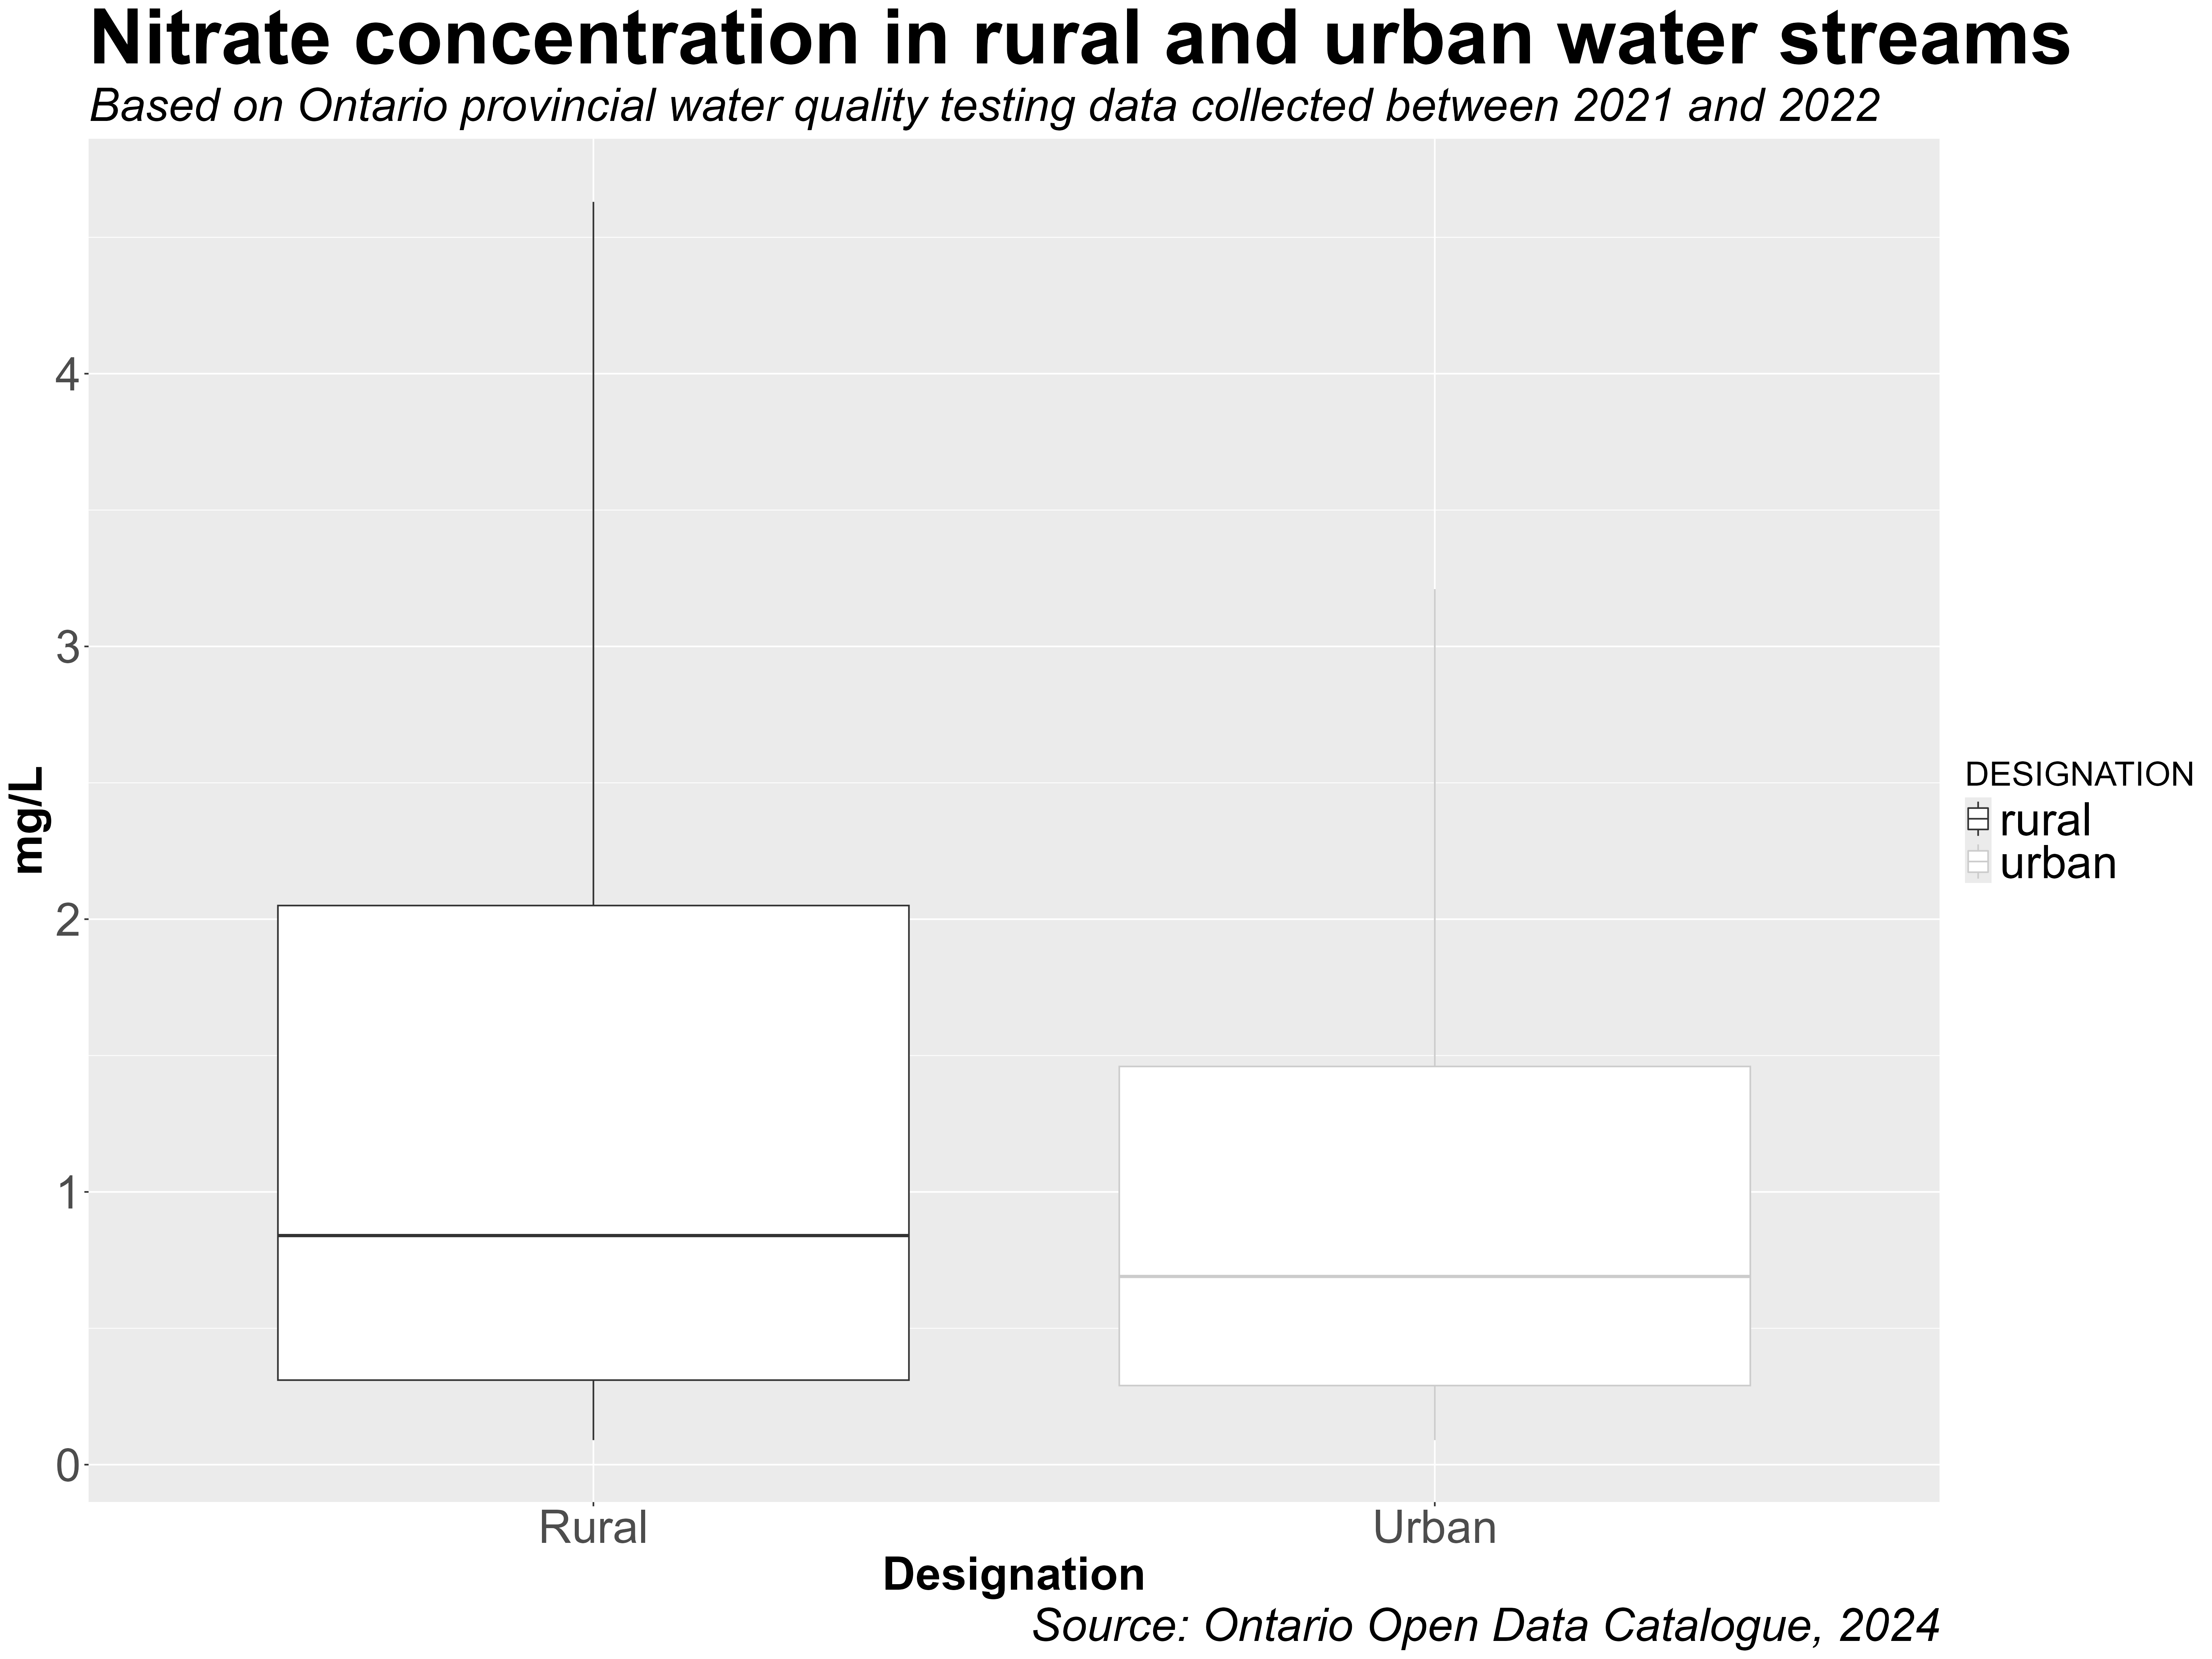 Nitrate concentration in rural and urban water streams
Based on Ontario provincial water quality testing data collected between 2021 and 2022
mg/L
4
3
2
1
0
Rural
Urban
Designation
DESIGNATION
rural
urban
Source: Ontario Open Data Catalogue, 2024